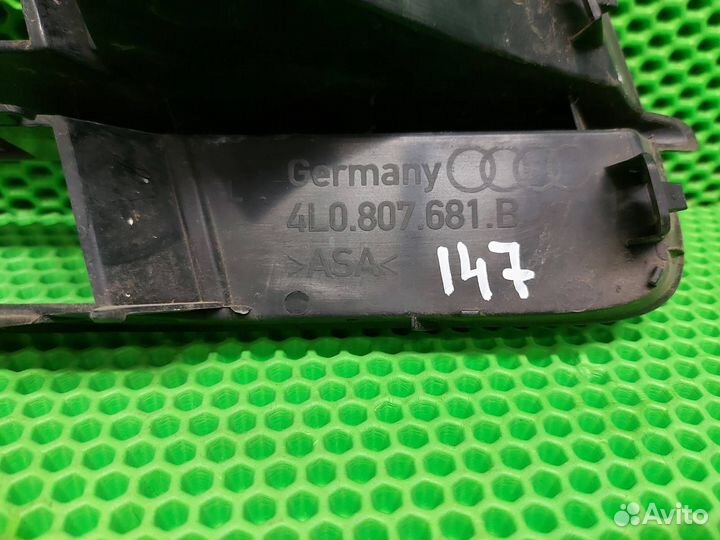 Germany
4L0.807.681.B
>ASA<
147
Avito